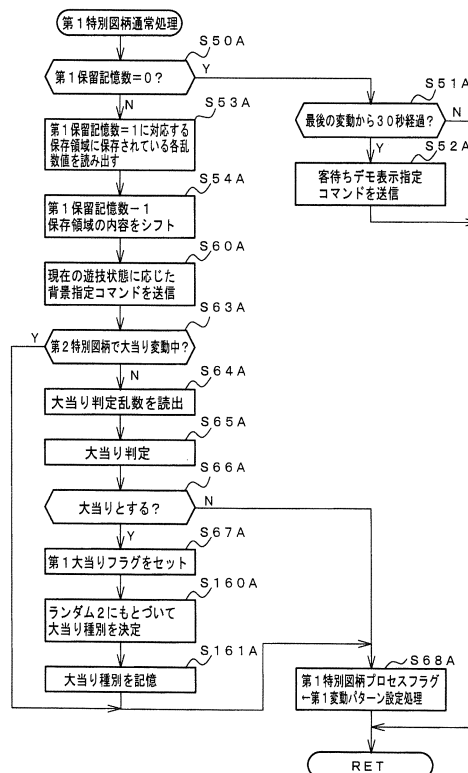 第1特別図柄通常処理
S50A
第1保留記憶数=0?
Y
N
S51A
最後の変動から30秒経過?
N
Y
S52A
客待ちデモ表示指定
コマンドを送信
S53A
第1保留記憶数=1に対応する
保存領域に保存されている各乱
数値を読み出す
S54A
第1保留記憶数-1
保存領域の内容をシフト
S60A
現在の遊技状態に応じた
背景指定コマンドを送信
S63A
Y
第2特別図柄で大当り変動中?
N
S64A
大当り判定乱数を読出
S65A
大当り判定
S66A
大当りとする?
N
Y
S67A
第1大当りフラグをセット
S160A
ランダム2にもとづいて
大当り種別を決定
S161A
大当り種別を記憶
S68A
第1特別図柄プロセスフラグ
←第1変動パターン設定処理
RET